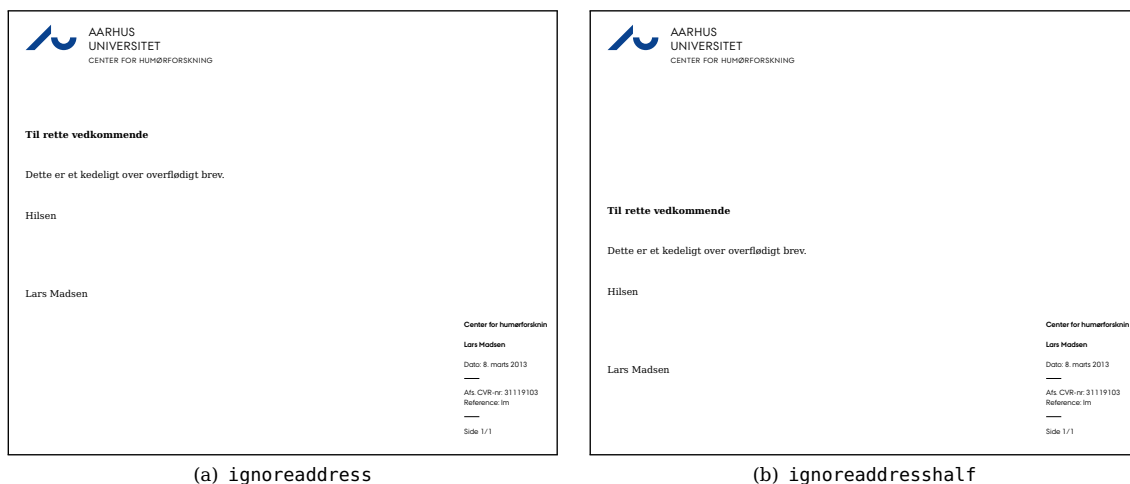 AARHUS
UNIVERSITET
CENTER FOR HUMØRFORSKNING
Til rette vedkommende
Dette er et kedeligt over overflødigt brev.
Hilsen
Lars Madsen
Center for humørforsknin
Lars Madsen
Dato: 8. marts 2013
Afs. CVR-nr: 31119103
Reference: lm
Side 1/1
(a) ignoreaddress
AARHUS
UNIVERSITET
CENTER FOR HUMØRFORSKNING
Til rette vedkommende
Dette er et kedeligt over overflødigt brev.
Hilsen
Lars Madsen
Center for humørforsknin
Lars Madsen
Dato: 8. marts 2013
Afs. CVR-nr: 31119103
Reference: lm
Side 1/1
(b) ignoreaddresshalf